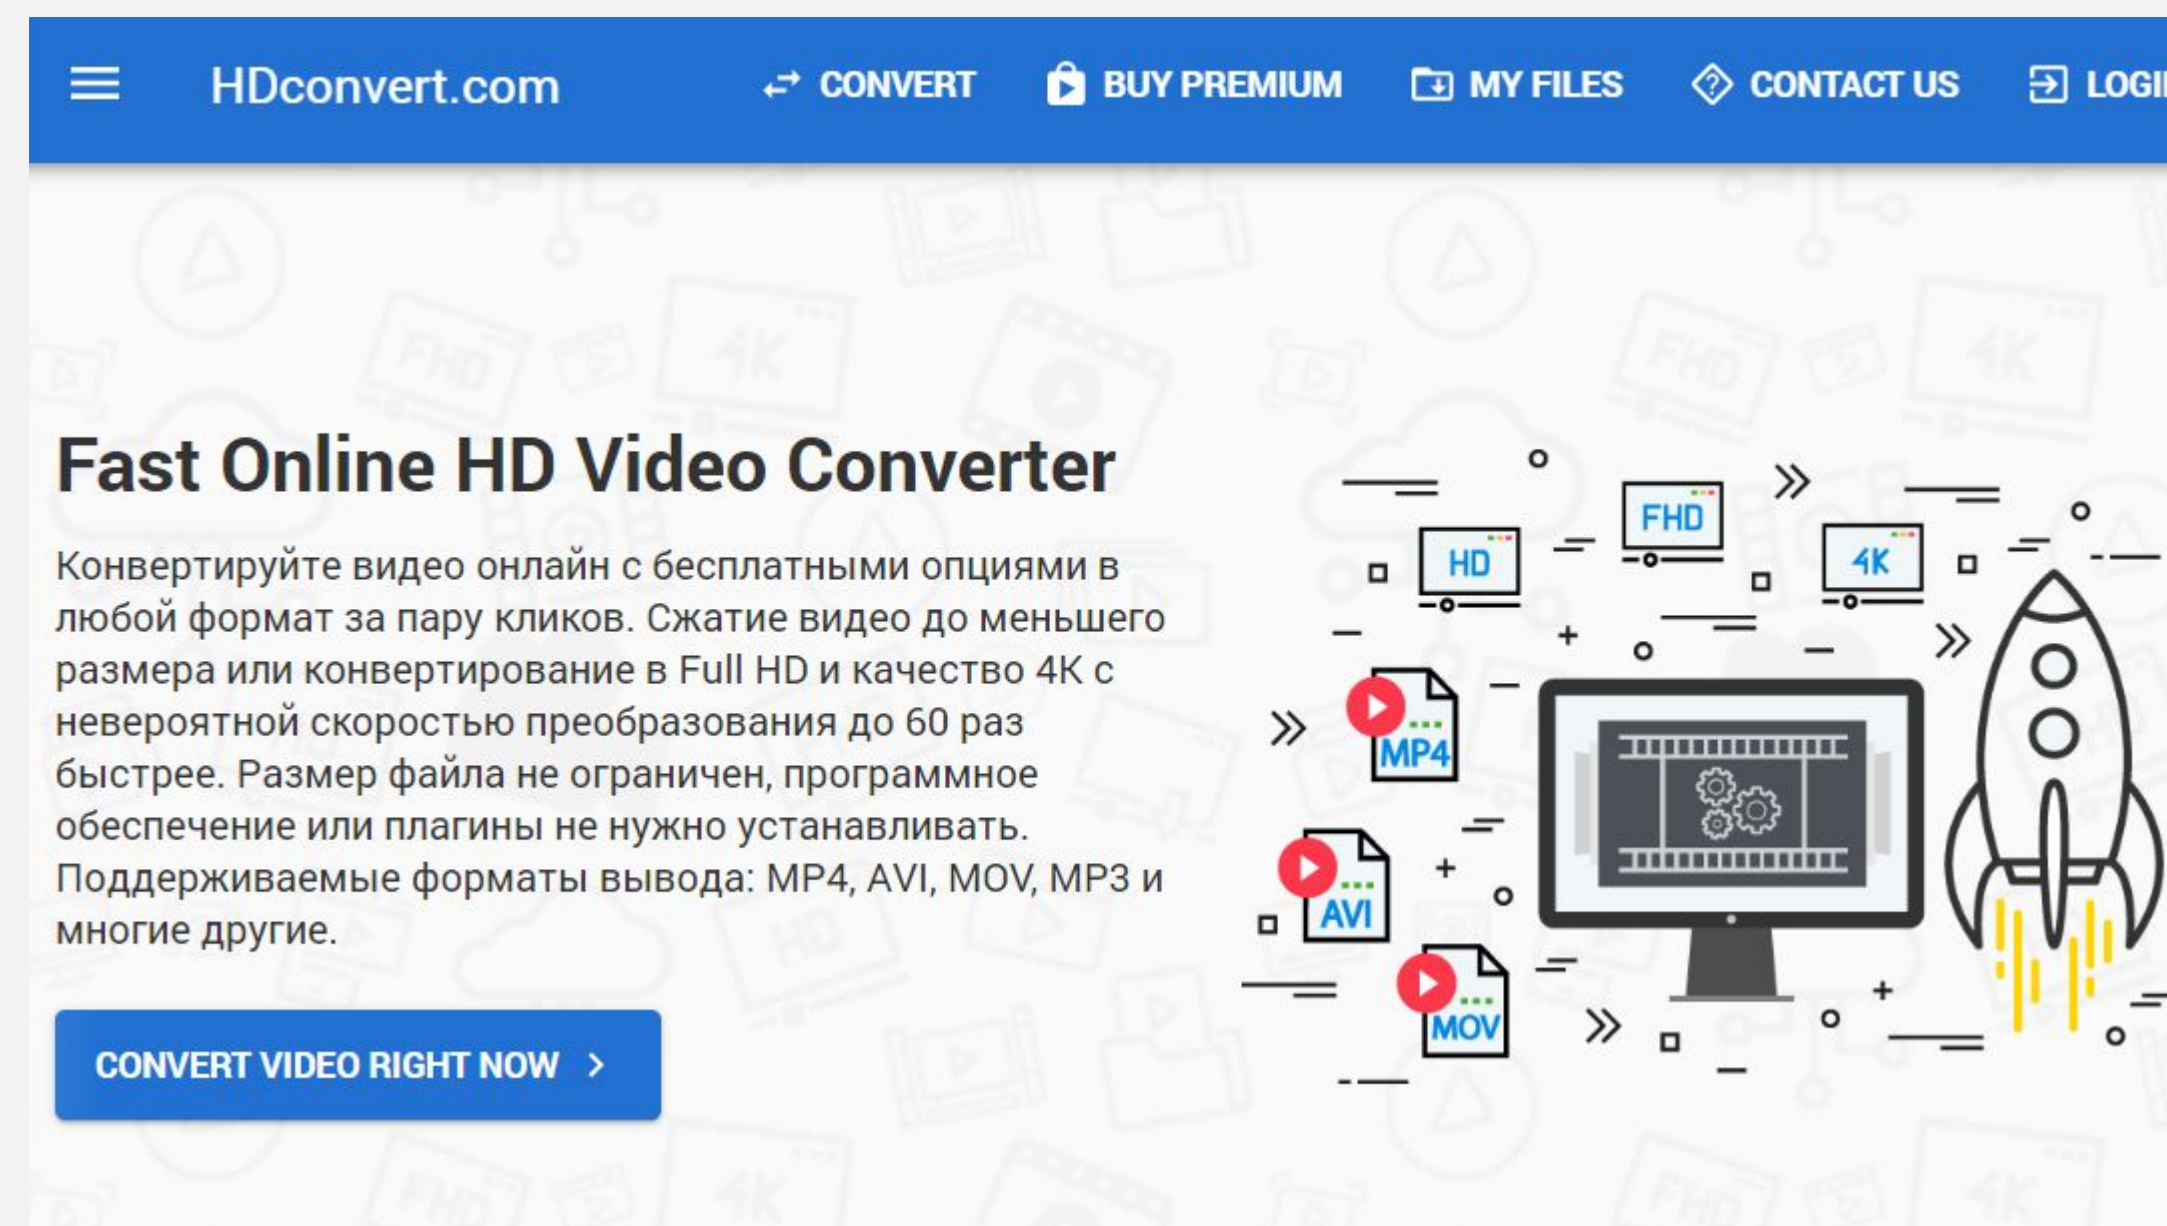 HDconvert.com
CONVERT
BUY PREMIUM
MY FILES
CONTACT US
Fast Online HD Video Converter
Конвертируйте видео онлайн с бесплатными опциями в
любой формат за пару кликов. Сжатие видео до меньшего
размера или конвертирование в Full HD и качество 4К с
невероятной скоростью преобразования до 60 раз
быстрее. Размер файла не ограничен, программное
обеспечение или плагины не нужно устанавливать.
Поддерживаемые форматы вывода: MP4, AVI, MOV, MP3 и
многие другие.
CONVERT VIDEO RIGHT NOW
HD
FHD
4K
MP4
AVI
MOV